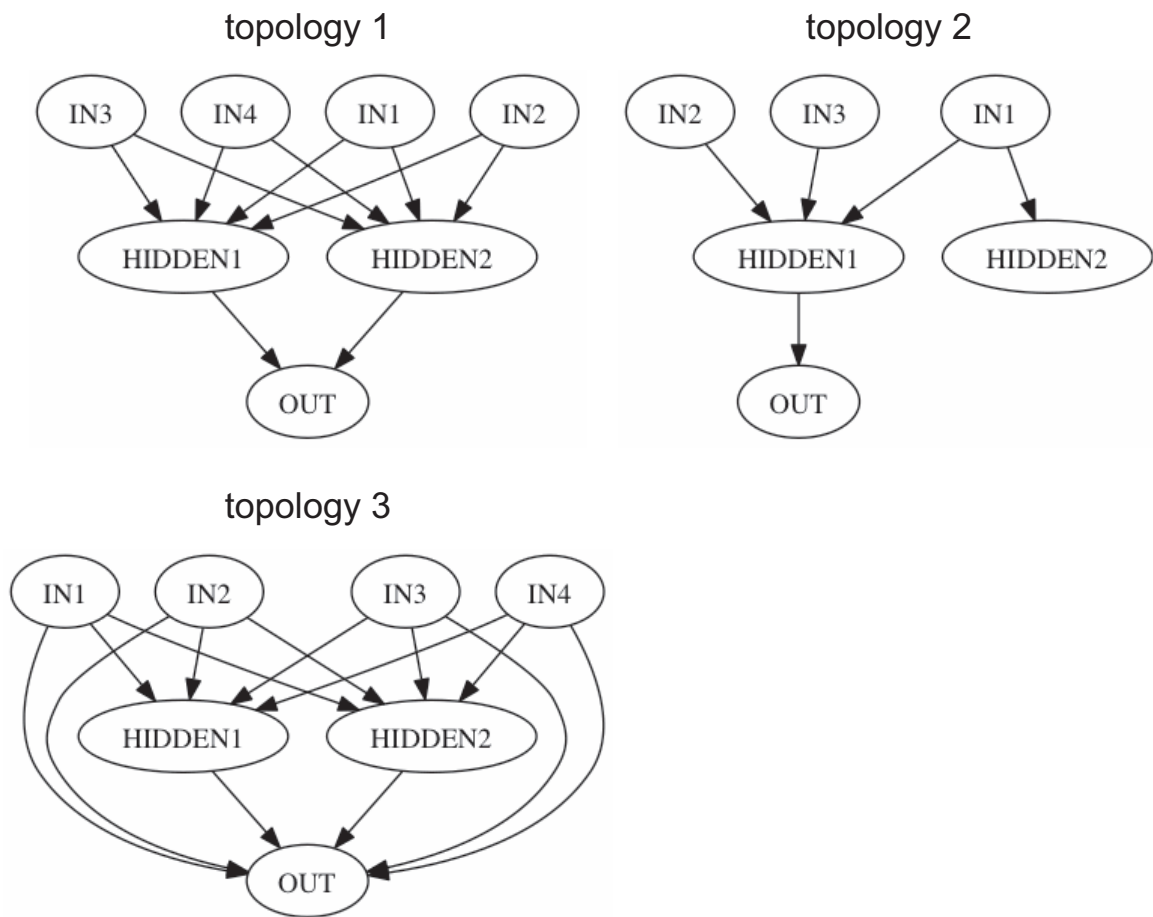 topology 1
IN3 IN4 IN1 IN2
HIDDEN1 HIDDEN2
OUT
topology 2
IN2 IN3 IN1
HIDDEN1 HIDDEN2
OUT
topology 3
IN1 IN2 IN3 IN4
HIDDEN1 HIDDEN2
OUT